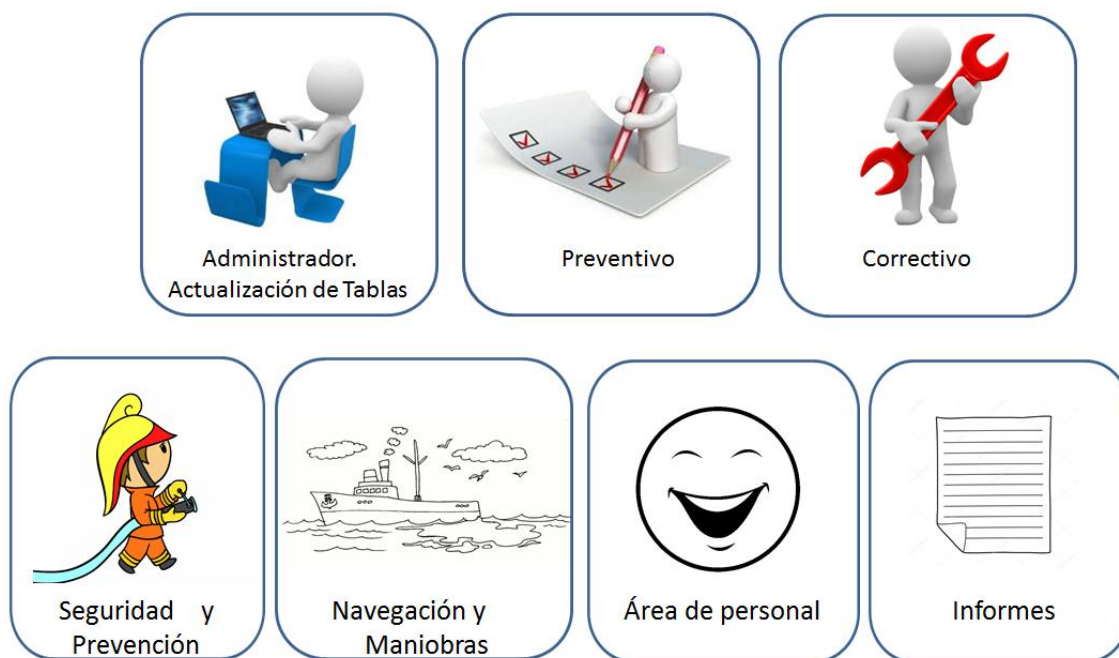 Administrador.
Actualización de Tablas
Preventivo
Correctivo
Seguridad y
Prevención
Navegación y
Maniobras
Área de personal
Informes